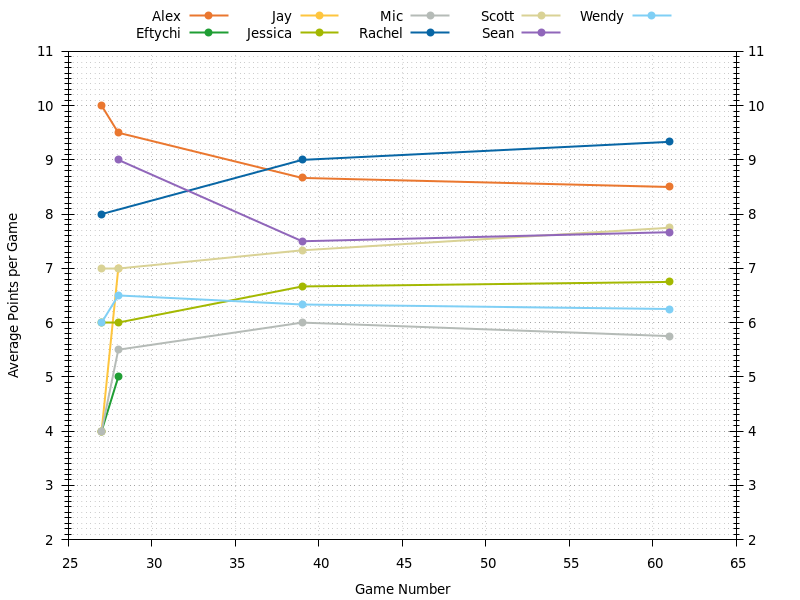 Alex Jay Mic Scott Wendy
Eftychi Jessica Rachel Sean
11 11
10 10
9 9
8 8
7 7
6 6
5 5
4 4
3 3
2 2
Average Points per Game
25 30 35 40 45 50 55 60 65
Game Number